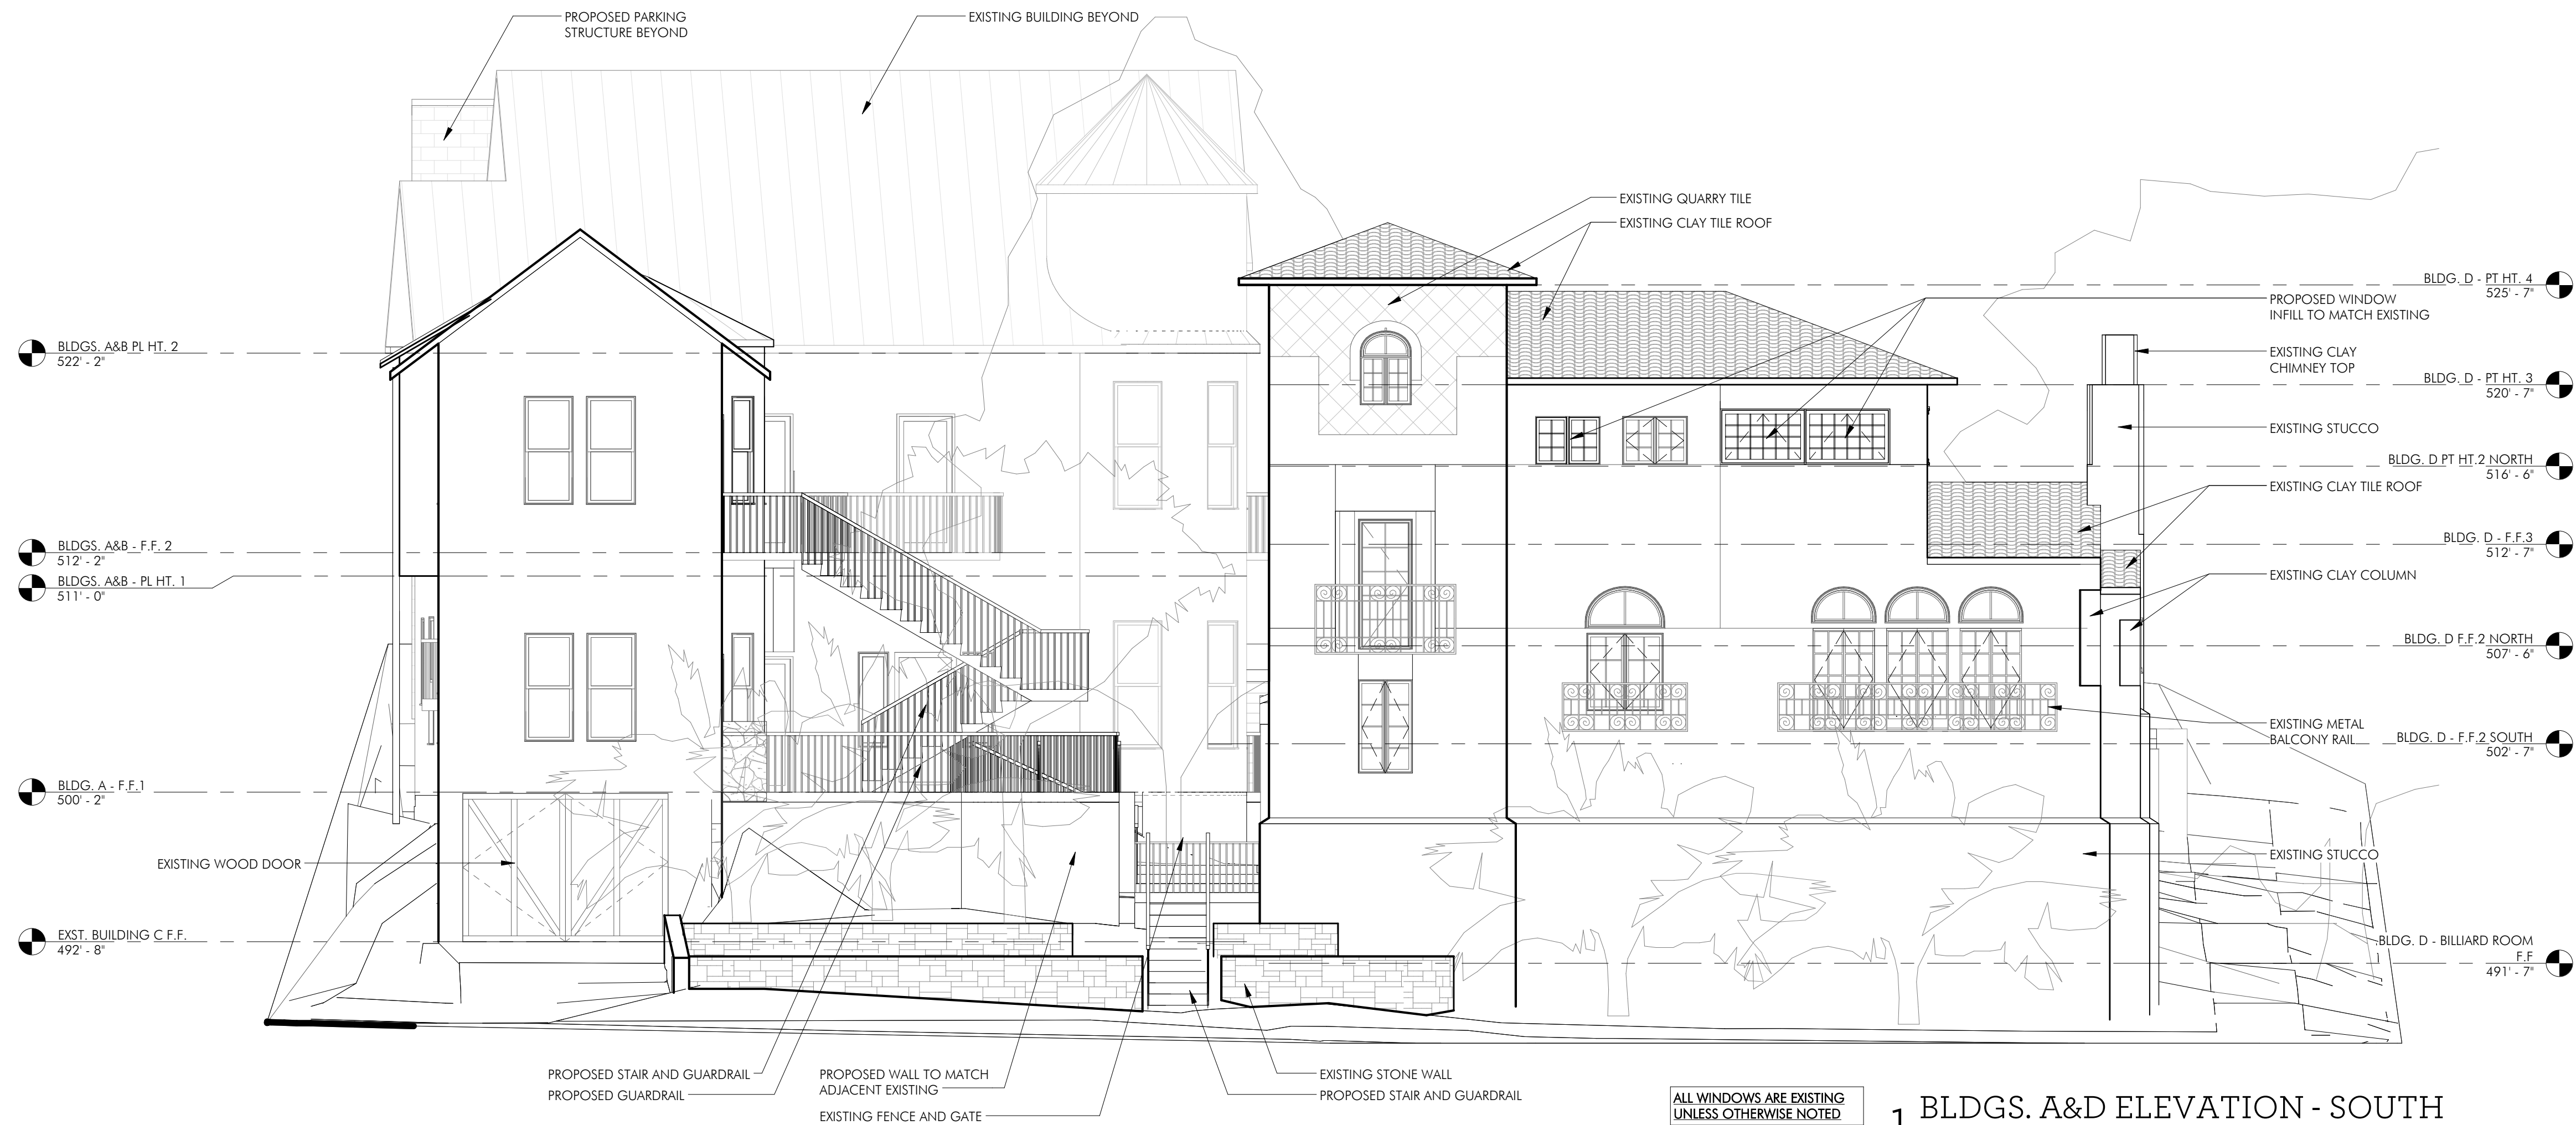 PROPOSED PARKING
STRUCTURE BEYOND
EXISTING BUILDING BEYOND
EXISTING QUARRY TILE
EXISTING CLAY TILE ROOF
BLDG. D - PT HT. 4
525' - 7"
PROPOSED WINDOW
INFILL TO MATCH EXISTING
BLDGS. A&B PL HT. 2
522' - 2"
EXISTING CLAY
CHIMNEY TOP
BLDG. D - PT HT. 3
520' - 7"
EXISTING STUCCO
BLDG. D PT HT.2 NORTH
516' - 6"
EXISTING CLAY TILE ROOF
BLDGS. A&B - F.F. 2
512' - 2"
BLDG. D - F.F.3
512' - 7"
BLDGS. A&B - PL HT. 1
511' - 0"
EXISTING CLAY COLUMN
BLDG. D F.F.2 NORTH
507' - 6"
EXISTING METAL
BALCONY RAIL
BLDG. D - F.F.2 SOUTH
502' - 7"
BLDG. A - F.F.1
500' - 2"
EXISTING WOOD DOOR
EXISTING STUCCO
EXST. BUILDING C F.F.
492' - 8"
BLDG. D - BILLIARD ROOM
F.F
491' - 7"
PROPOSED STAIR AND GUARDRAIL
PROPOSED GUARDRAIL
PROPOSED WALL TO MATCH
ADJACENT EXISTING
EXISTING FENCE AND GATE
EXISTING STONE WALL
PROPOSED STAIR AND GUARDRAIL
ALL WINDOWS ARE EXISTING
UNLESS OTHERWISE NOTED
1 BLDGS. A&D ELEVATION - SOUTH